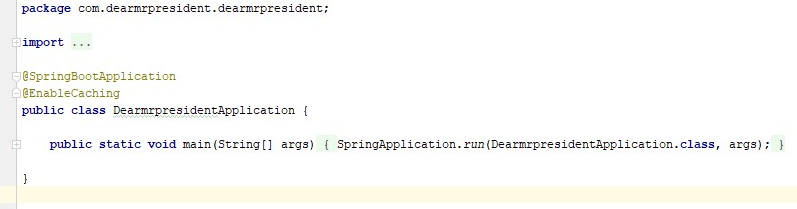 package com.dearmrpresident.dearmrpresident;
import ...
@SpringBootApplication
@EnableCaching
public class DearmrpresidentApplication {
public static void main(String[] args) { SpringApplication.run(DearmrpresidentApplication.class, args); }
}